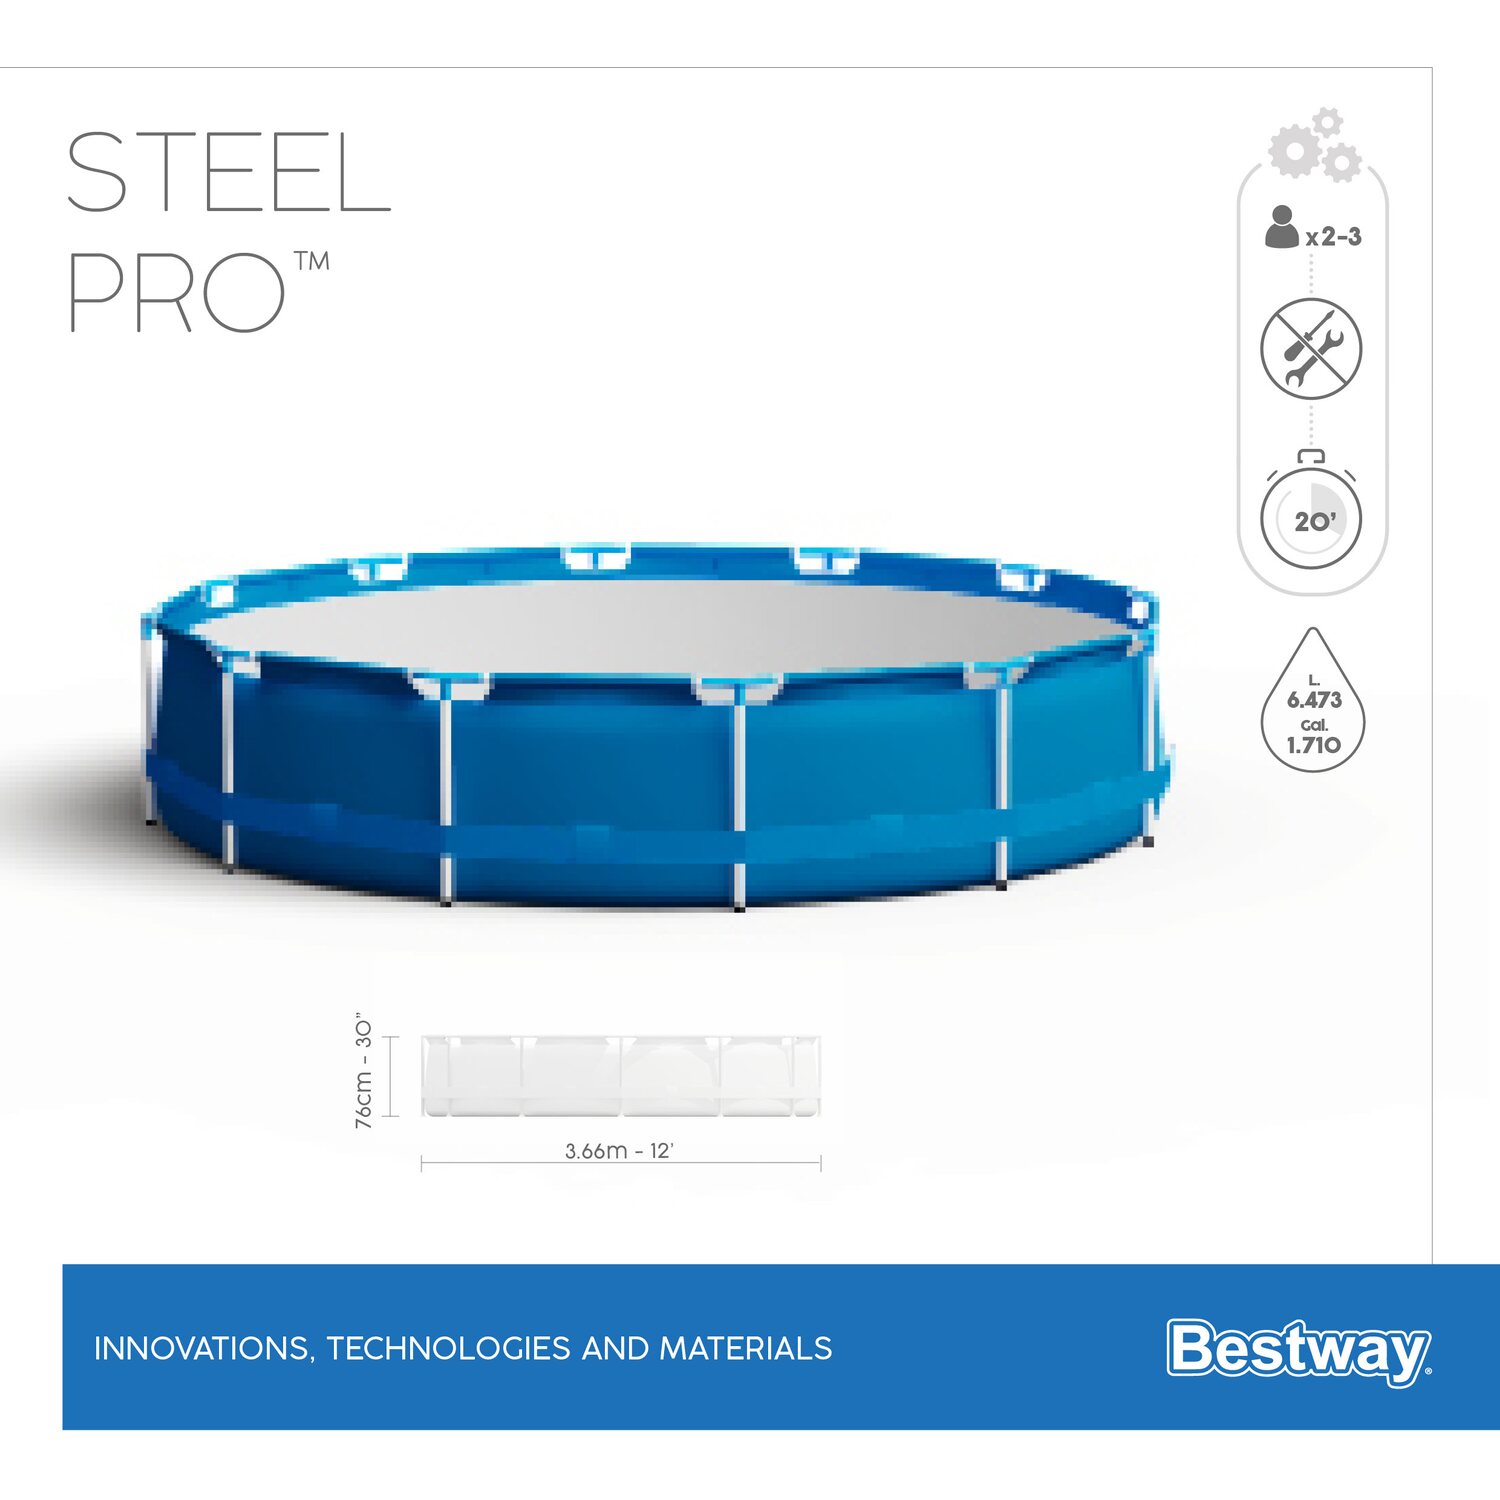 STEEL
PRO™
x2-3
20’
L.
6.473
Gal.
1.710
76cm - 30”
3.66m - 12’
INNOVATIONS, TECHNOLOGIES AND MATERIALS
Bestway®